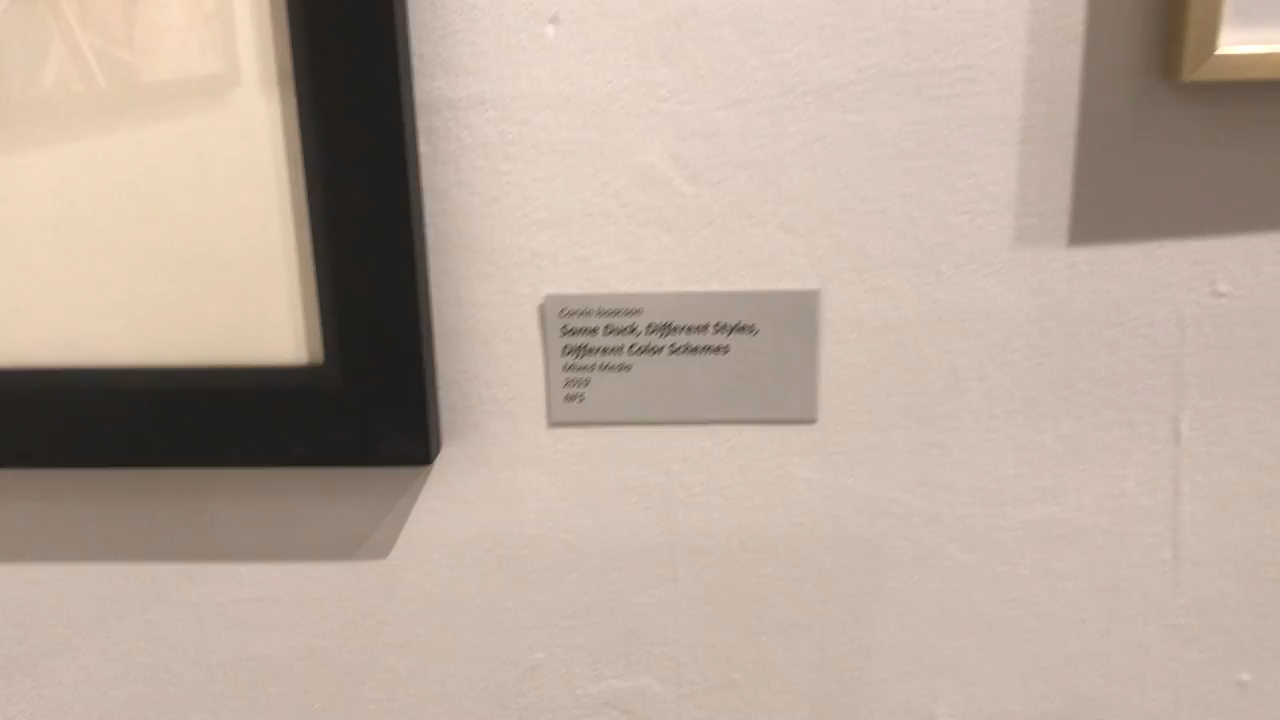 Same Duck, Different Styles,
Different Color Schemes
Mixed Media
2019
NFS